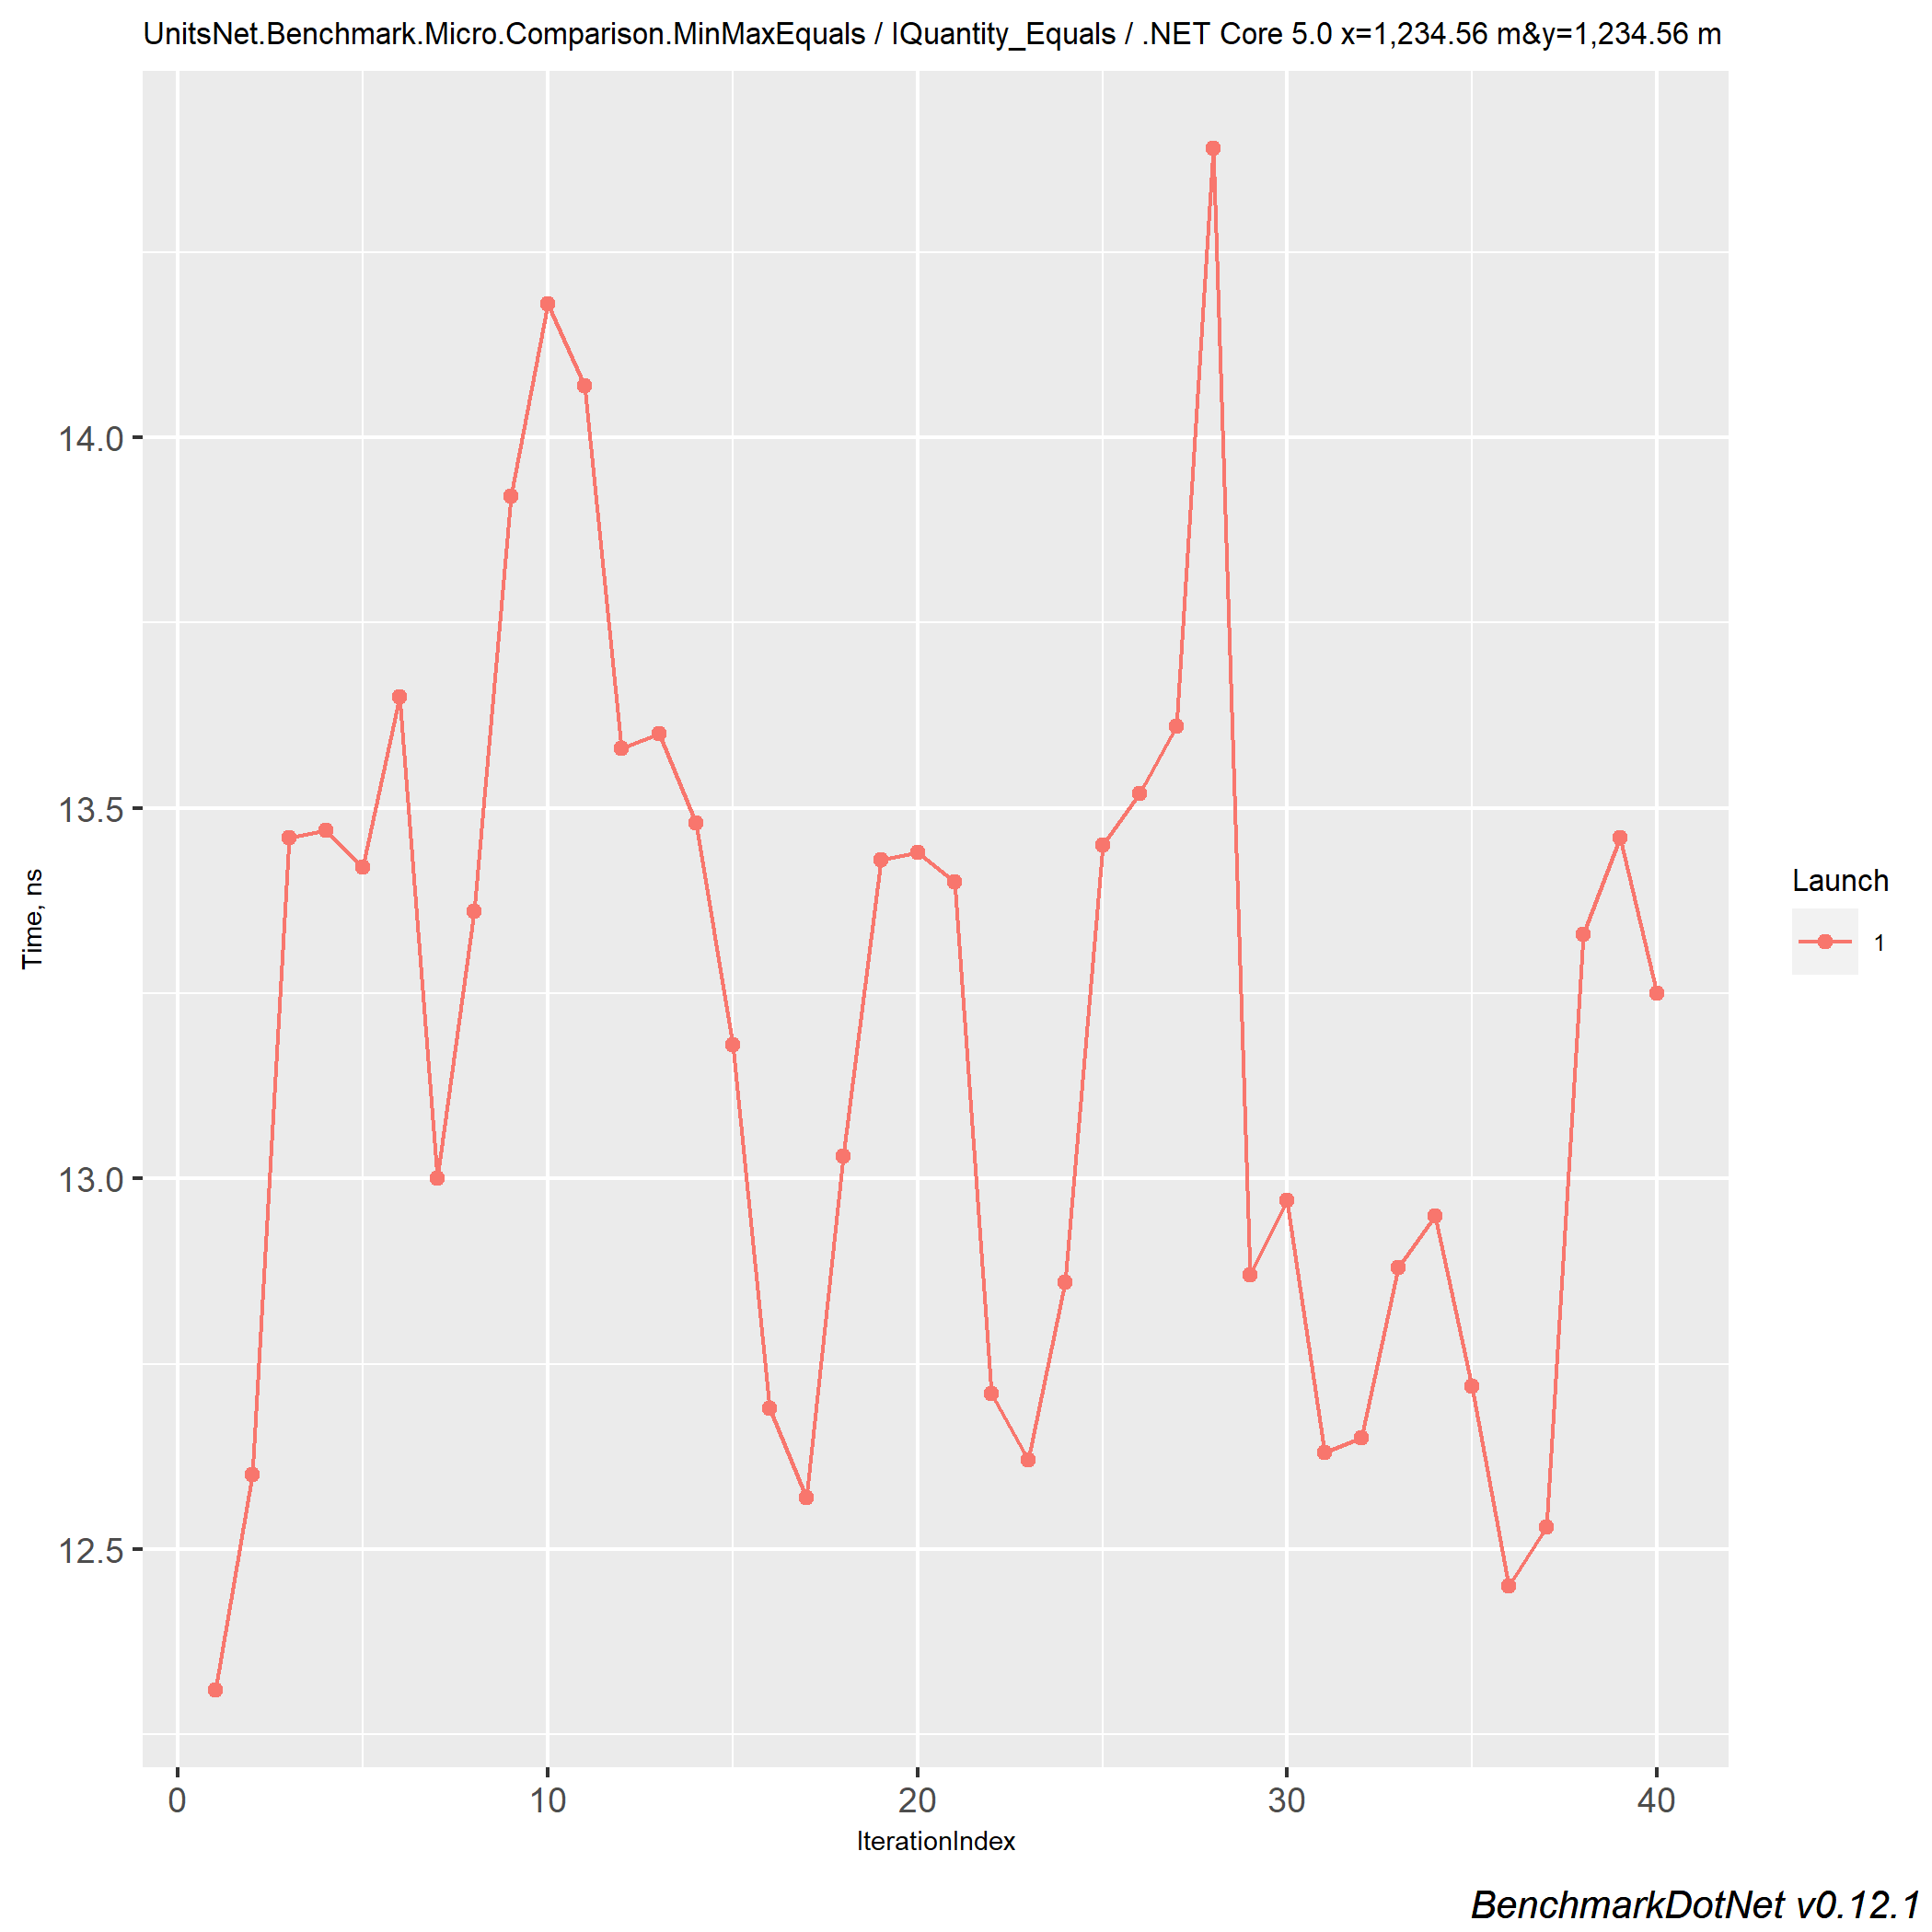 UnitsNet.Benchmark.Micro.Comparison.MinMaxEquals / IQuantity_Equals / .NET Core 5.0 x=1,234.56 m&y=1,234.56 m
14.0
13.5
13.0
12.5
Time, ns
0 10 20 30 40
IterationIndex
Launch
1
BenchmarkDotNet v0.12.1